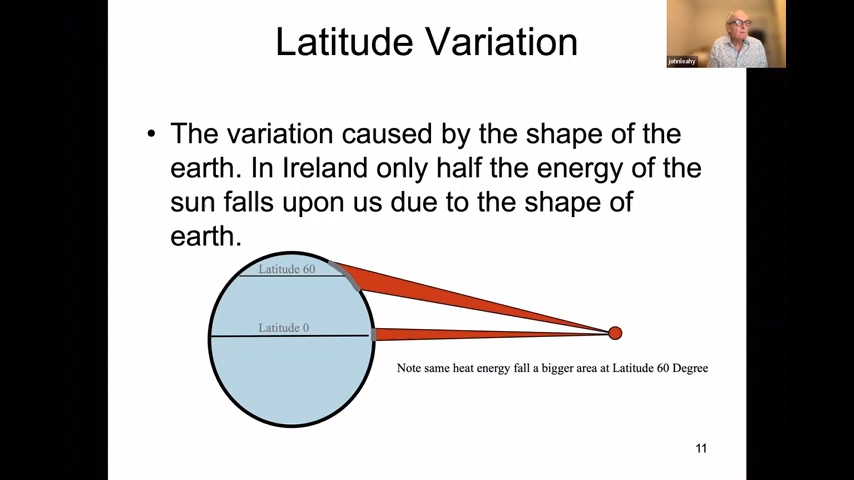 Latitude Variation
johnleahy
• The variation caused by the shape of the
earth. In Ireland only half the energy of the
sun falls upon us due to the shape of
earth.
Latitude 60
Latitude 0
Note same heat energy fall a bigger area at Latitude 60 Degree
11